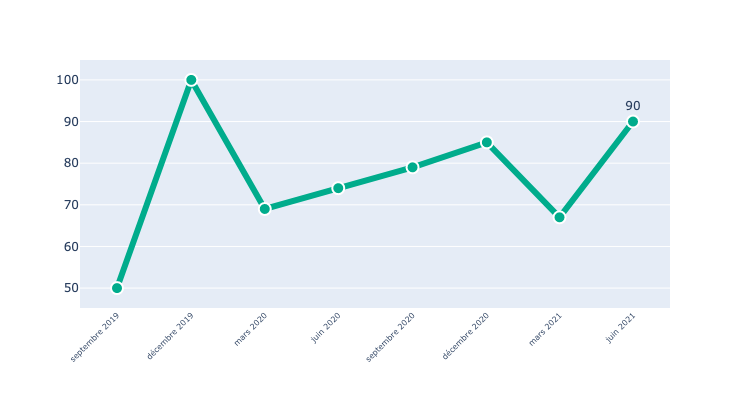 100
90
90
80
70
60
50
septembre 2019
décembre 2019
mars 2020
juin 2020
septembre 2020
décembre 2020
mars 2021
juin 2021